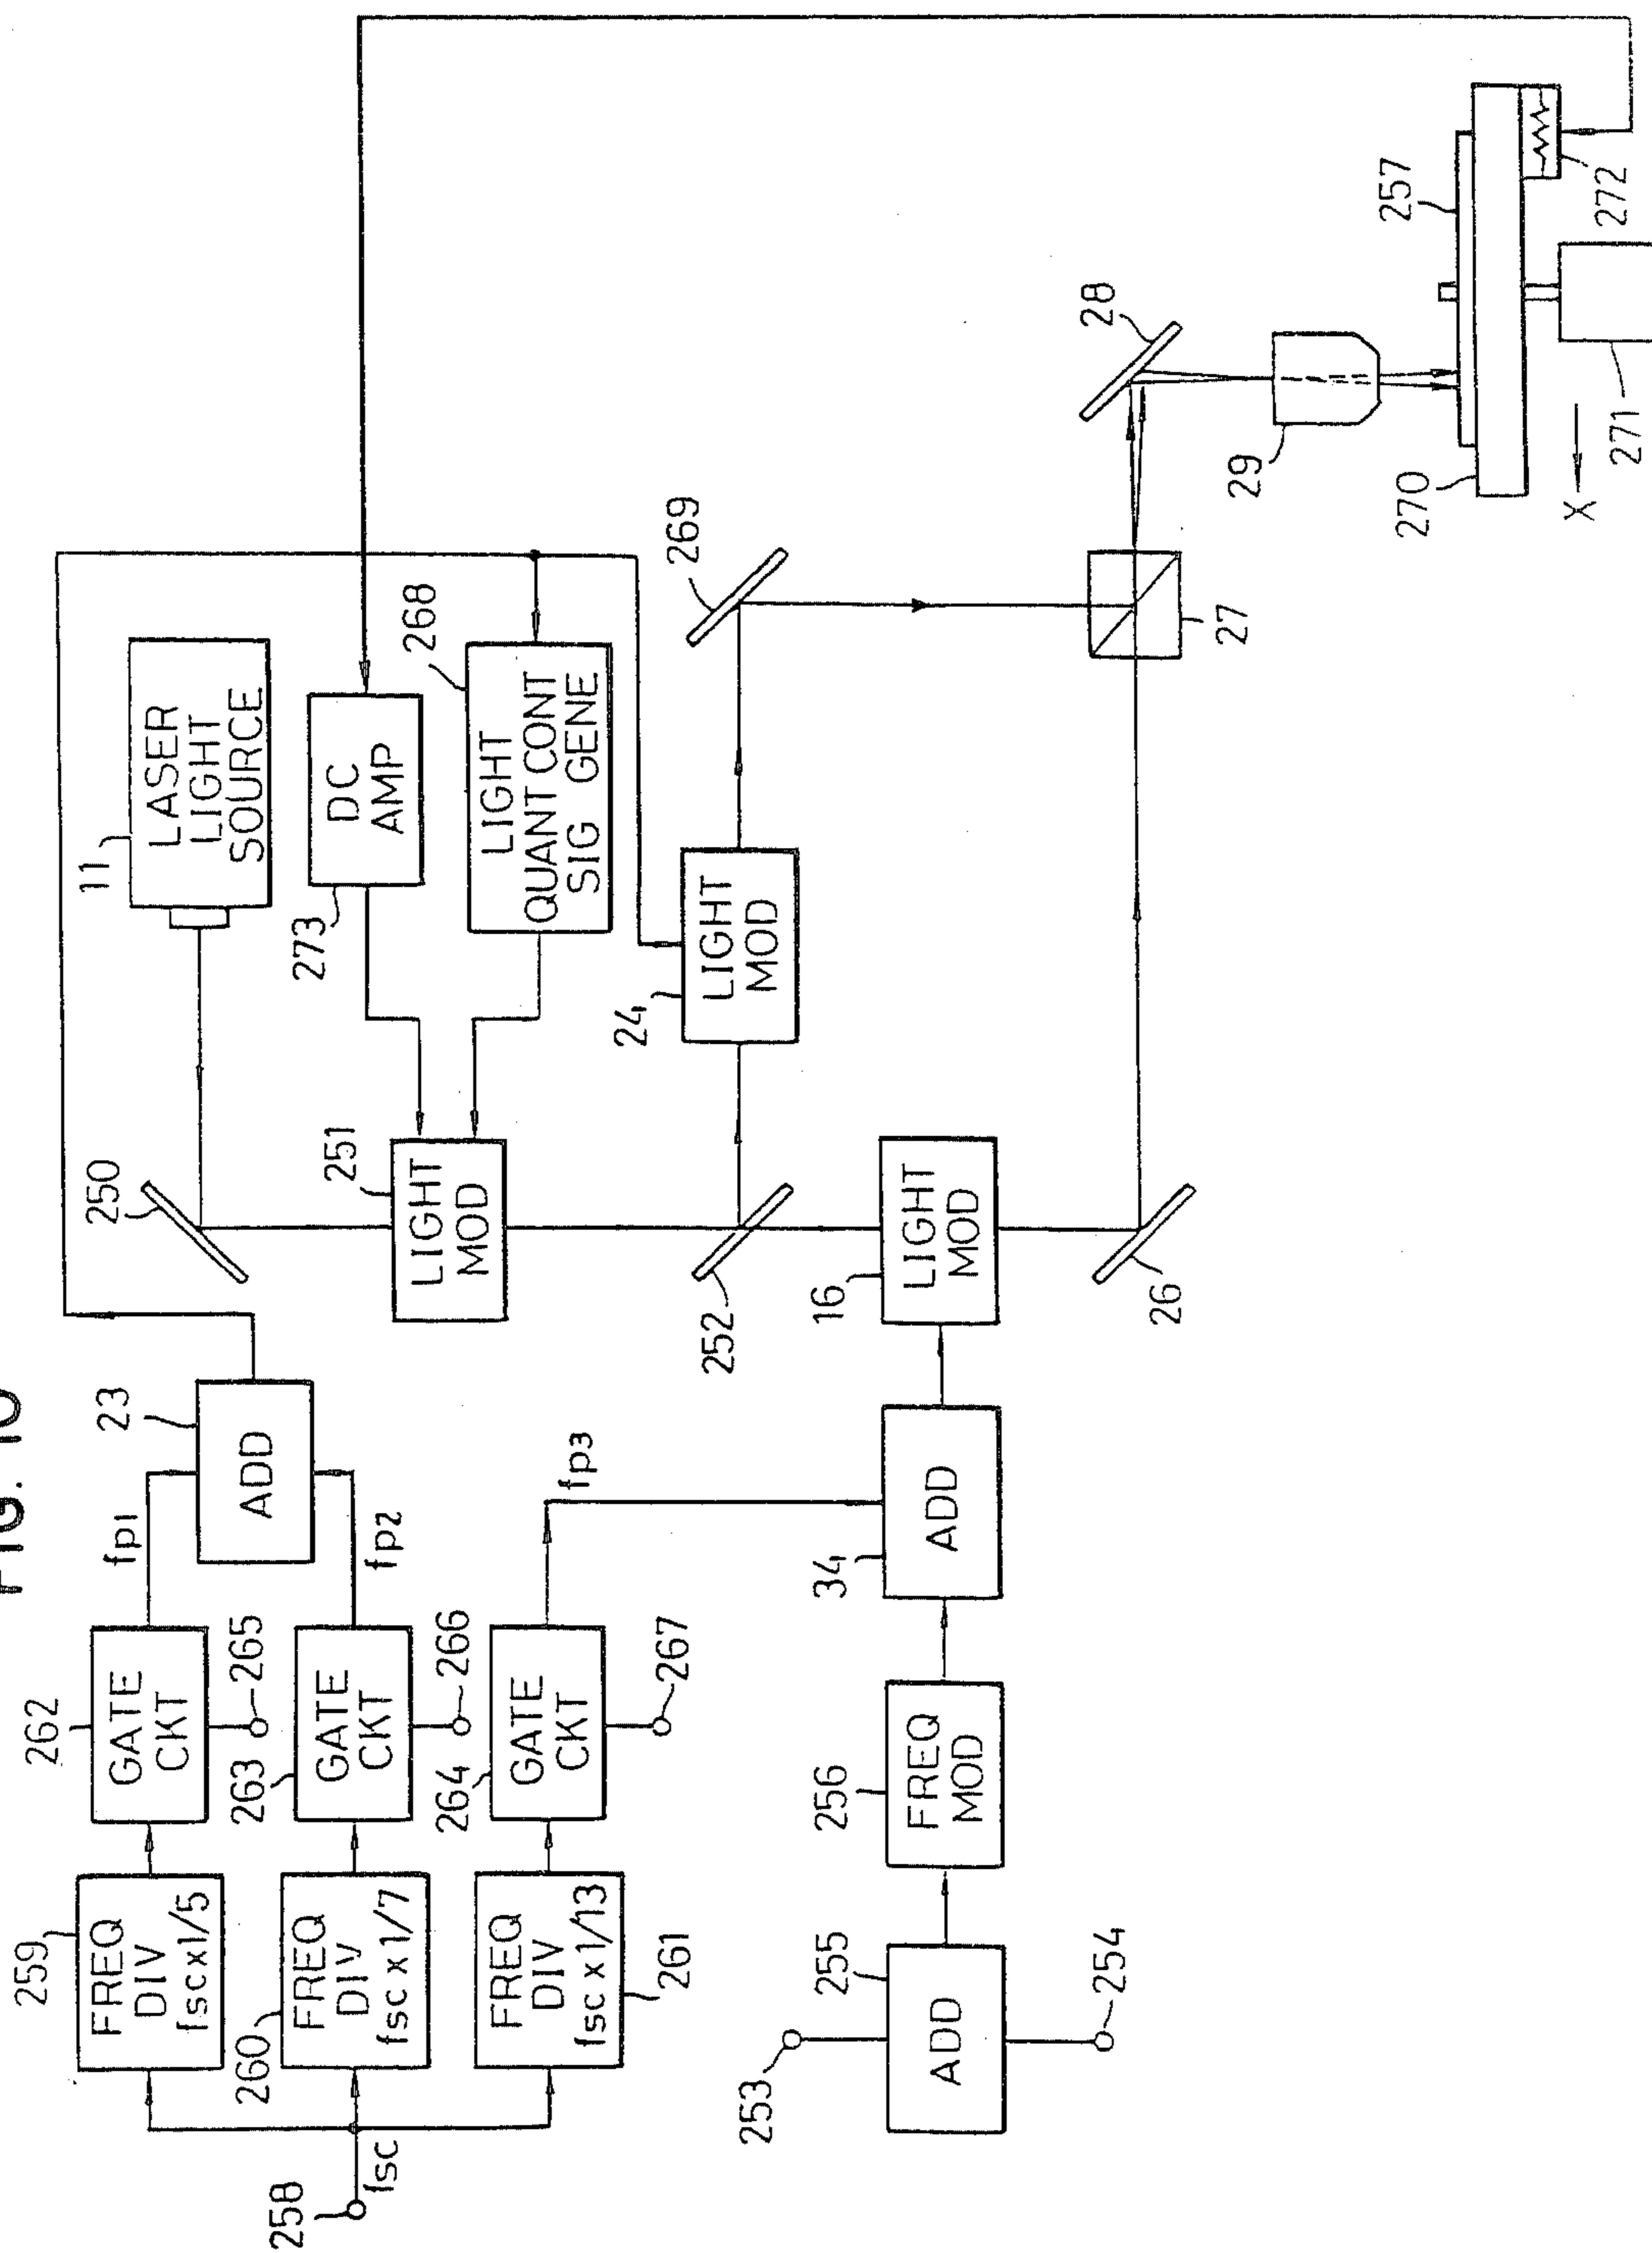 FIG. 10
259
FREQ
DIV
fsc x 1/5
262
GATE
CKT
265
fp1
23
ADD
250
11
LASER
LIGHT
SOURCE
258
fsc
260
FREQ
DIV
fsc x 1/7
263
GATE
CKT
266
fp2
251
LIGHT
MOD
273
DC
AMP
268
LIGHT
QUANT CONT
SIG GENE
261
FREQ
DIV
fsc x 1/13
264
GATE
CKT
267
fp3
252
24
LIGHT
MOD
269
253
255
ADD
254
256
FREQ
MOD
34
ADD
16
LIGHT
MOD
26
27
28
29
257
270
X
271
272